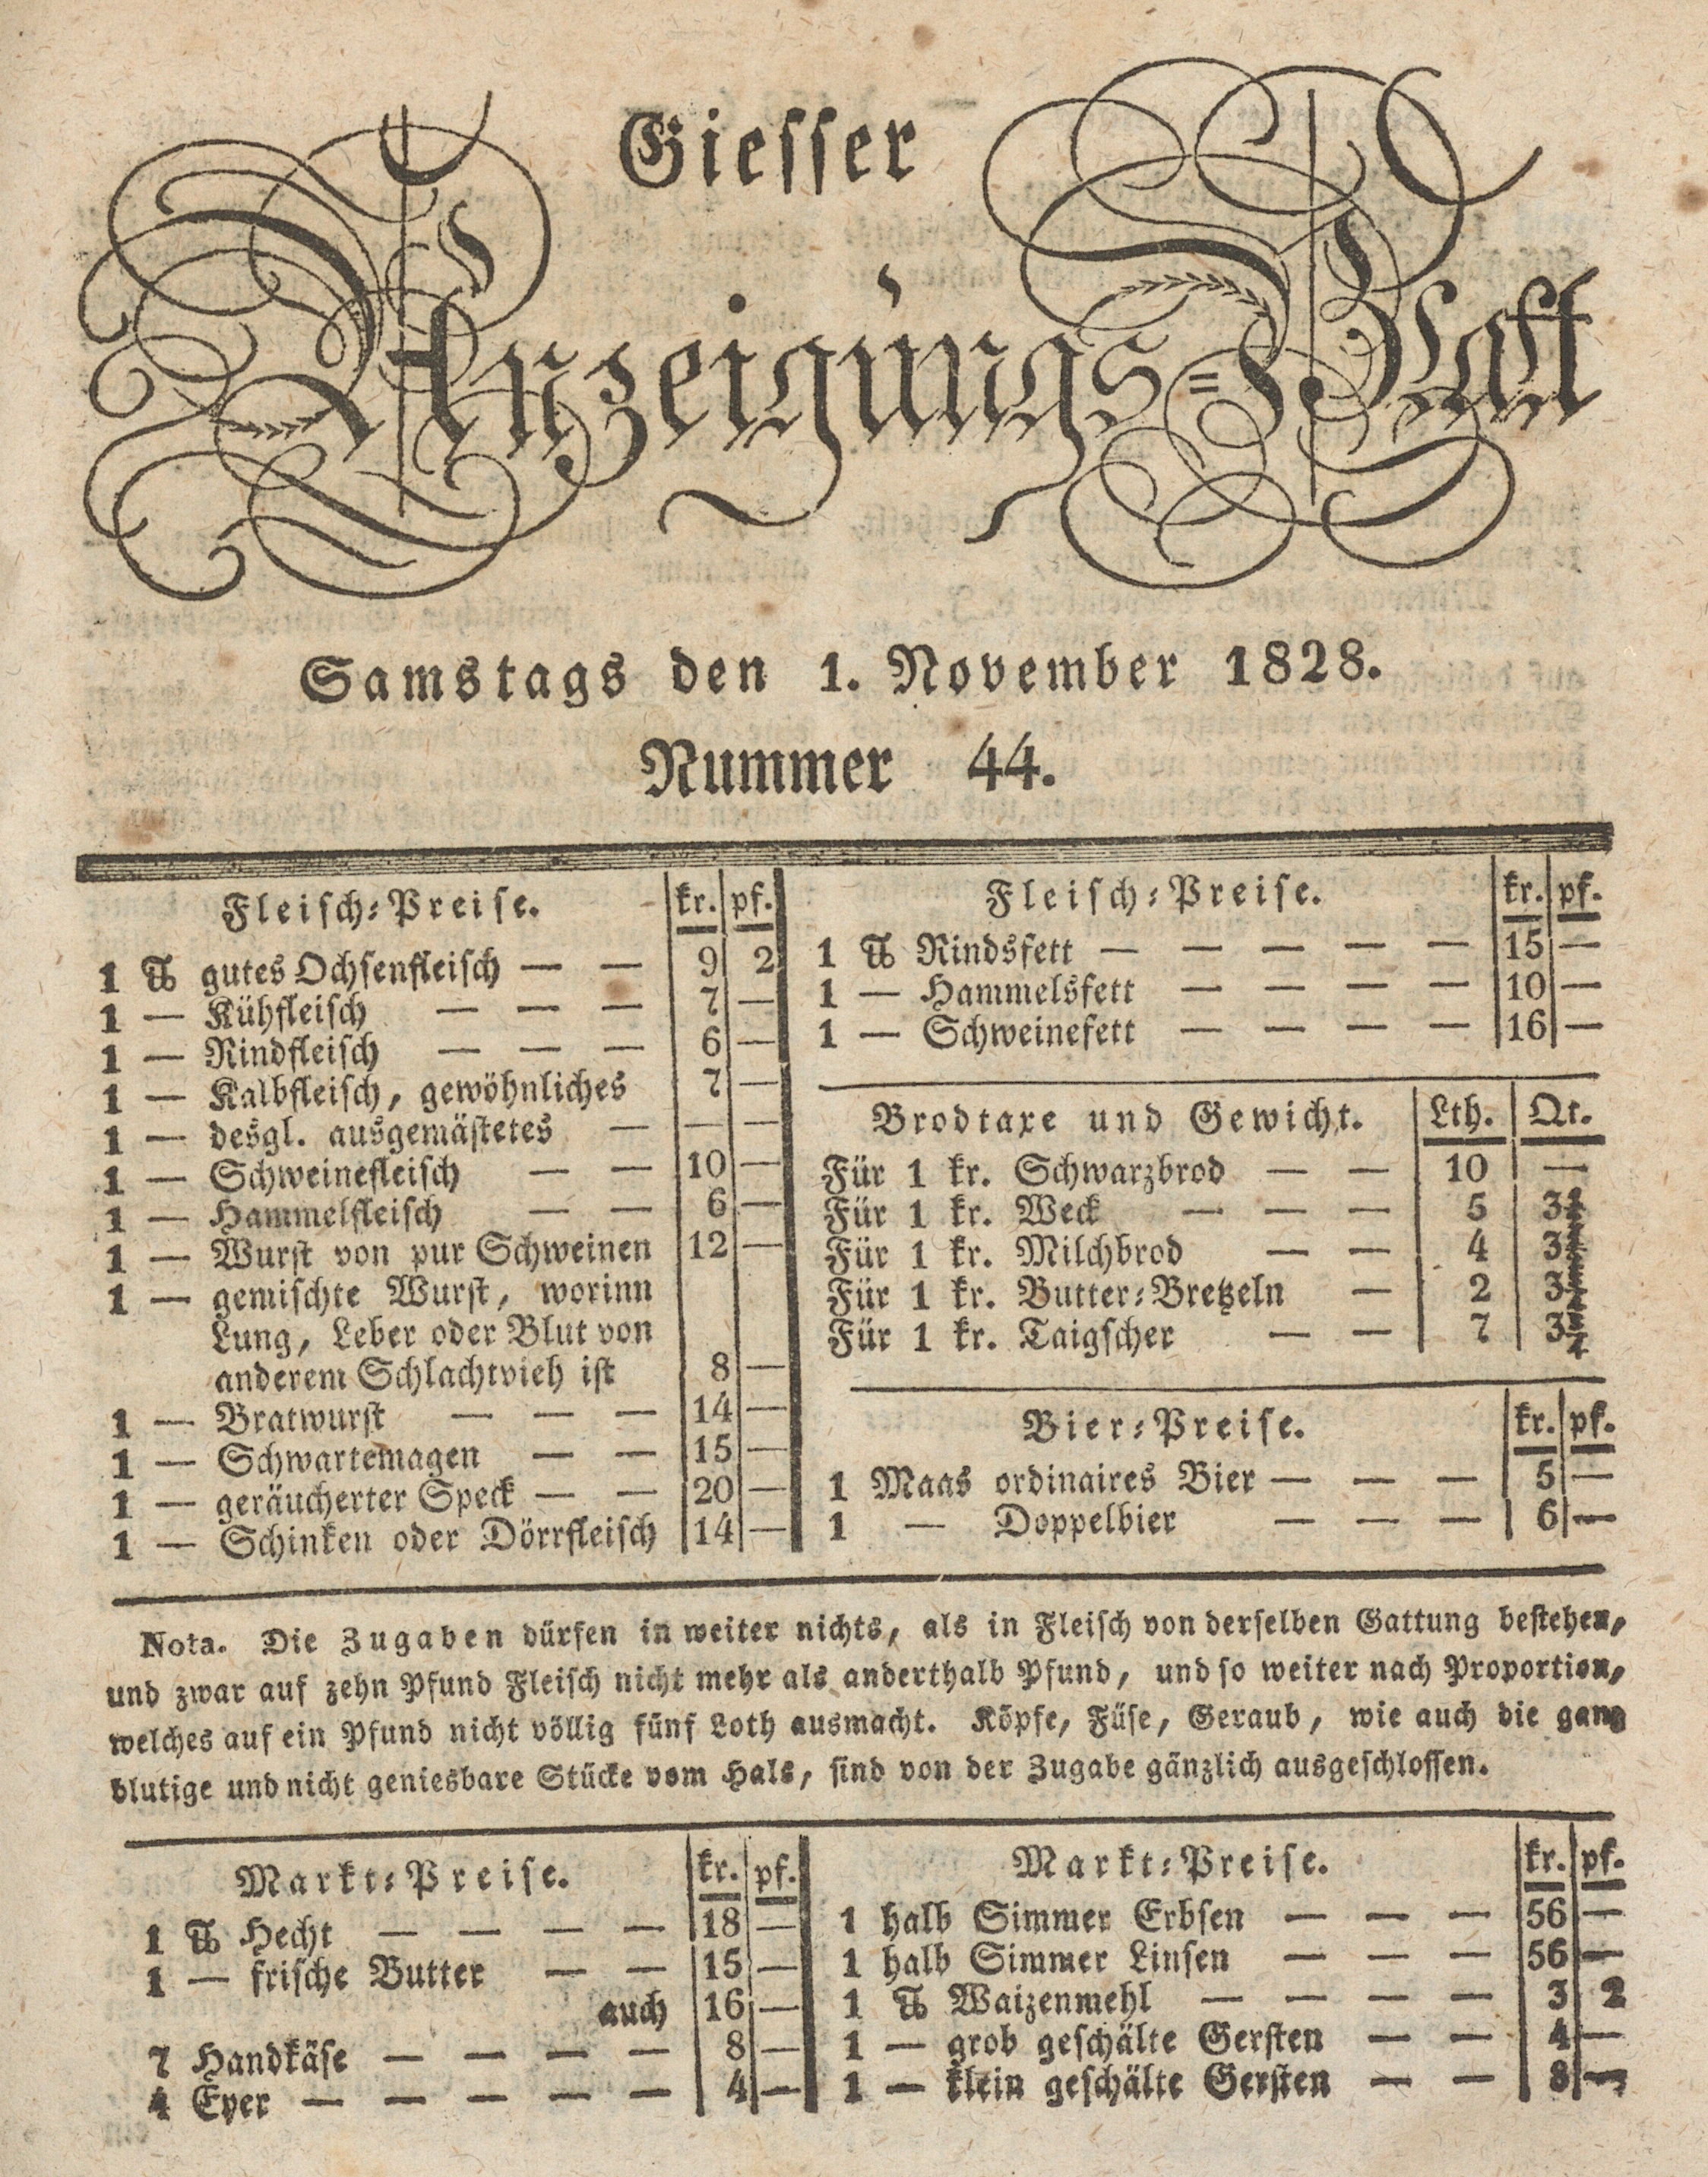 Giesser
Anzeigungs=Blatt
Samstags den 1. November 1828.
Nummer 44.
Fleisch=Preise. kr. pf.
1 ℔ gutes Ochsenfleisch — — 9 2
1 — Kühfleisch — — — 7 —
1 — Rindfleisch — — — 6 —
1 — Kalbfleisch, gewöhnliches 7 —
1 — desgl. ausgemästetes — — —
1 — Schweinefleisch — — 10 —
1 — Hammelfleisch — — 6 —
1 — Wurst von pur Schweinen 12 —
1 — gemischte Wurst, worinn
Lung, Leber oder Blut von
anderem Schlachtvieh ist 8 —
1 — Bratwurst — — — 14 —
1 — Schwartemagen — — 15 —
1 — geräucherter Speck — — 20 —
1 — Schinken oder Dörrfleisch 14 —
Fleisch=Preise. kr. pf.
1 ℔ Rindsfett — — — — — 15 —
1 — Hammelsfett — — — — 10 —
1 — Schweinefett — — — — 16 —
Brodtaxe und Gewicht. Lth. Qt.
Für 1 kr. Schwarzbrod — — 10 —
Für 1 kr. Weck — — — 5 3
Für 1 kr. Milchbrod — — 4 3
Für 1 kr. Butter=Bretzeln — 2 3
Für 1 kr. Taigscher — — 7 3
Bier=Preise. kr. pf.
1 Maas ordinaires Bier — — — 5 —
1 — Doppelbier — — — 6 —
Nota. Die Zugaben dürfen in weiter nichts, als in Fleisch von derselben Gattung bestehen,
und zwar auf zehn Pfund Fleisch nicht mehr als anderthalb Pfund, und so weiter nach Proportion,
welches auf ein Pfund nicht völlig fünf Loth ausmacht. Köpfe, Füse, Geraub, wie auch die ganz
blutige und nicht geniesbare Stücke vom Hals, sind von der Zugabe gänzlich ausgeschlossen.
Markt=Preise. kr. pf.
1 ℔ Hecht — — — — 18 —
1 — frische Butter — — 15 —
auch 16 —
7 Handkäse — — — — 8 —
4 Eyer — — — — — 4 —
Markt=Preise. kr. pf.
1 halb Simmer Erbsen — — — 56 —
1 halb Simmer Linsen — — — 56 —
1 ℔ Waizenmehl — — — — 3 2
1 — grob geschälte Gersten — — 4 —
1 — klein geschälte Gersten — — 8 —